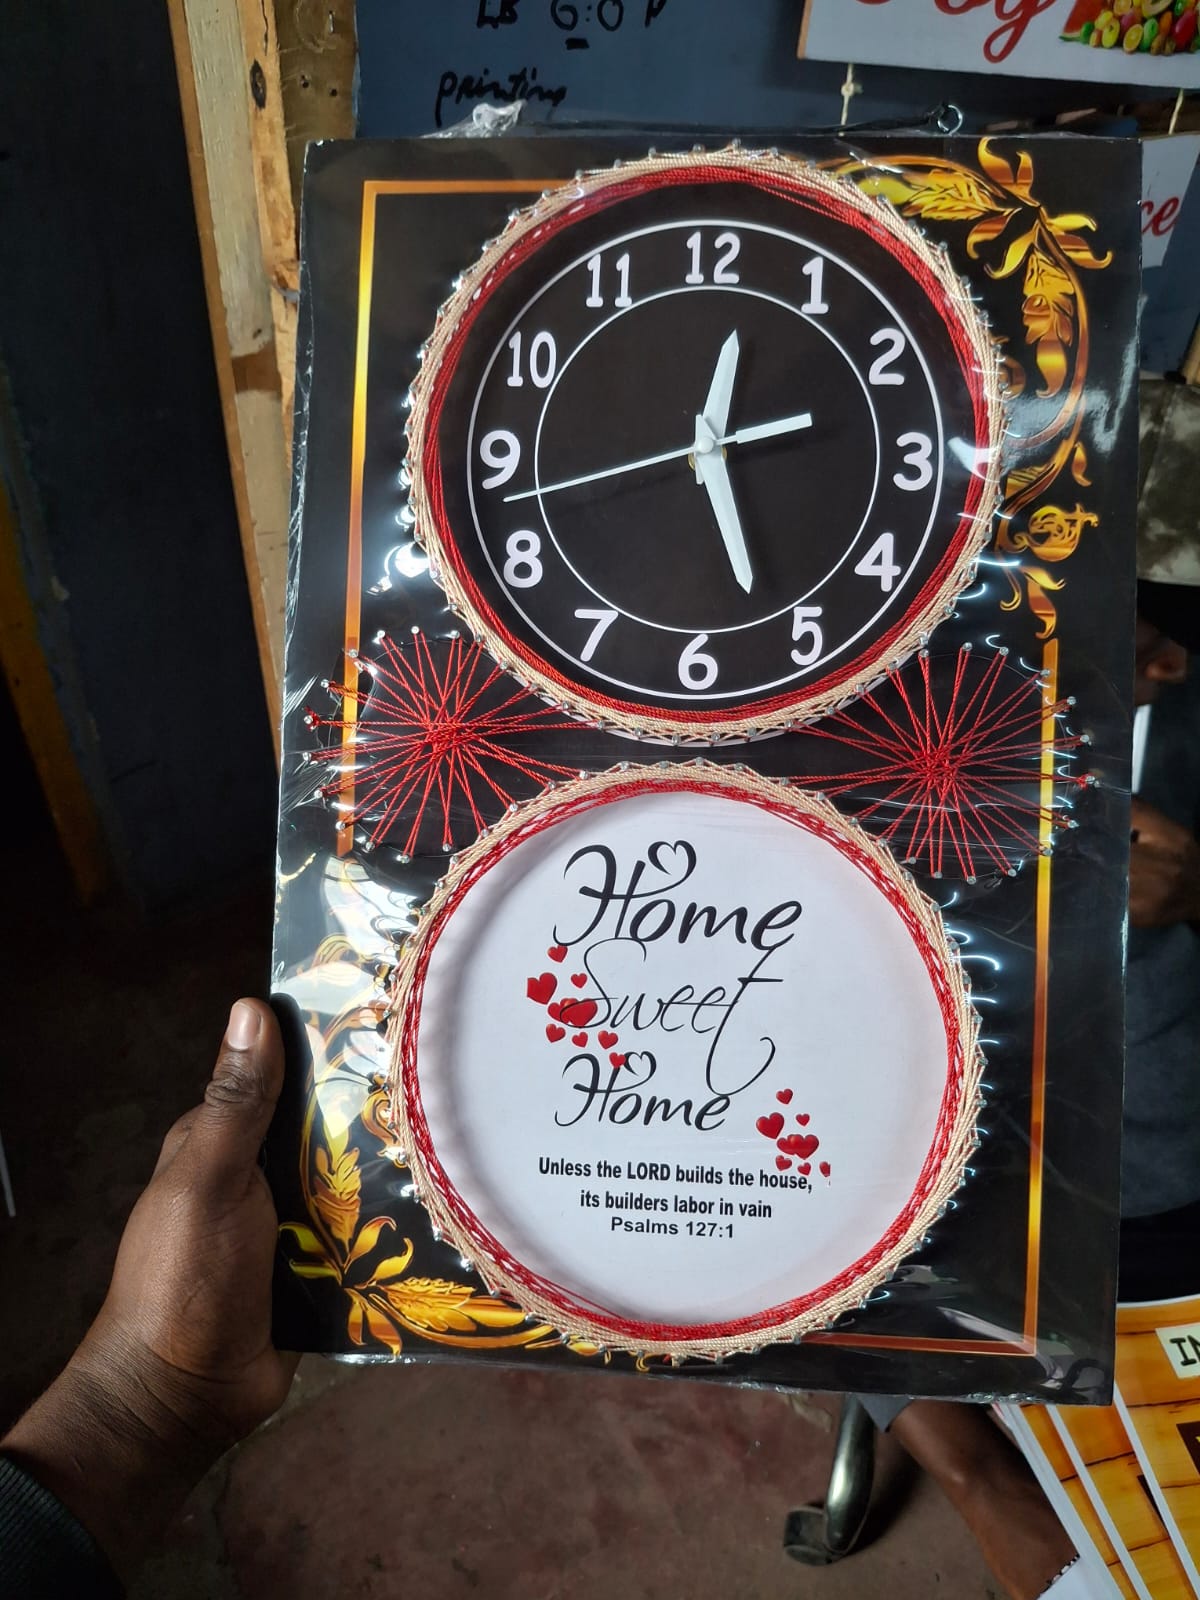 printing
12
1
2
3
4
5
6
7
8
9
10
11
Home
Sweet
Home
Unless the LORD builds the house,
its builders labor in vain
Psalms 127:1